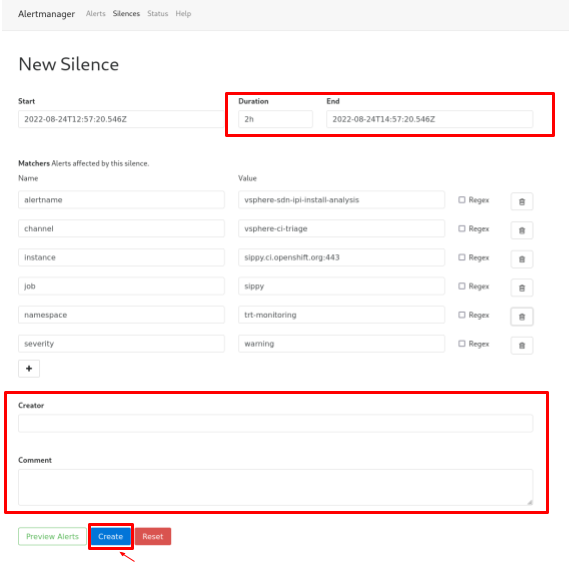 Alertmanager Alerts Silences Status Help
New Silence
Start Duration End
2022-08-24T12:57:20.546Z 2h 2022-08-24T14:57:20.546Z
Matchers Alerts affected by this silence.
Name Value
alertname vsphere-sdn-ipi-install-analysis Regex
channel vsphere-ci-triage Regex
instance sippy.ci.openshift.org:443 Regex
job sippy Regex
namespace trt-monitoring Regex
severity warning Regex
+
Creator
Comment
Preview Alerts Create Reset